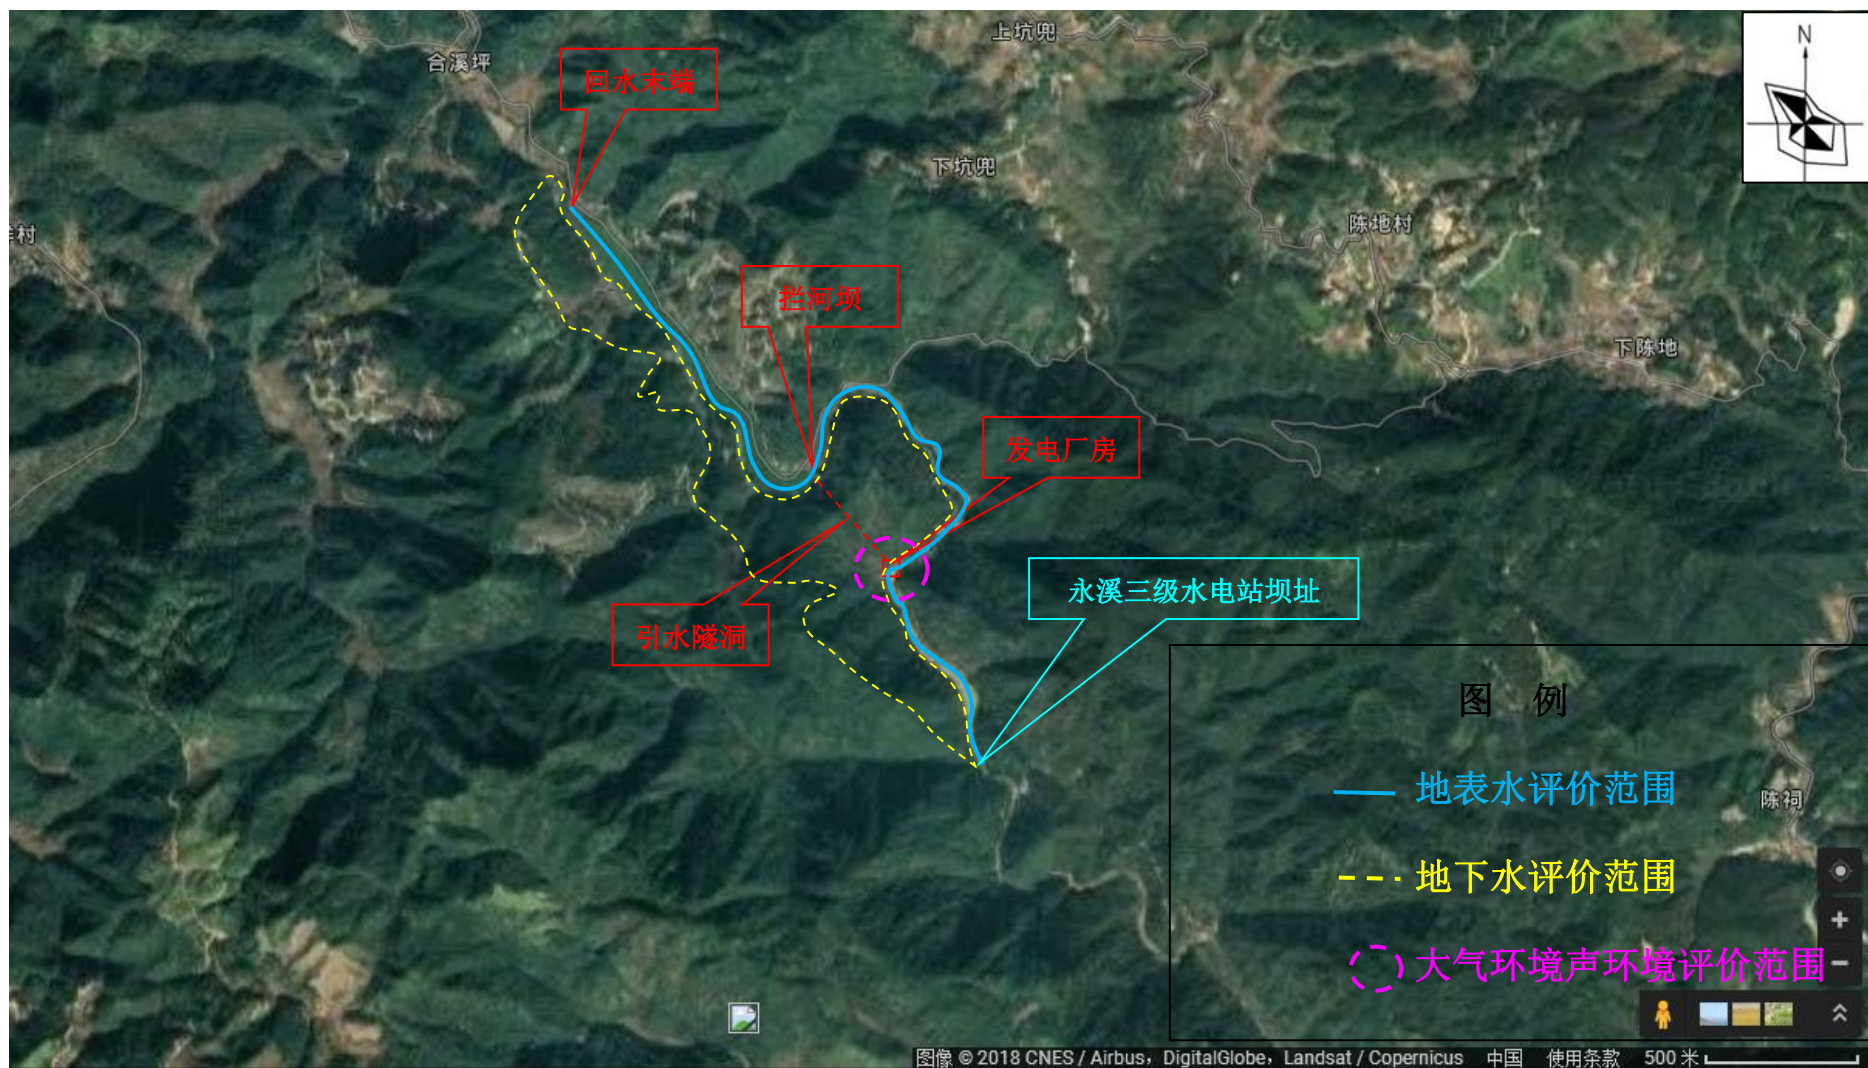 上坑兜
N
合溪坪
回水末端
下坑兜
陈地村
村
拦河坝
下陈地
发电厂房
永溪三级水电站坝址
引水隧洞
图 例
地表水评价范围
陈祠
地下水评价范围
大气环境声环境评价范围
图像 © 2018 CNES / Airbus，DigitalGlobe，Landsat / Copernicus 中国 使用条款 500 米